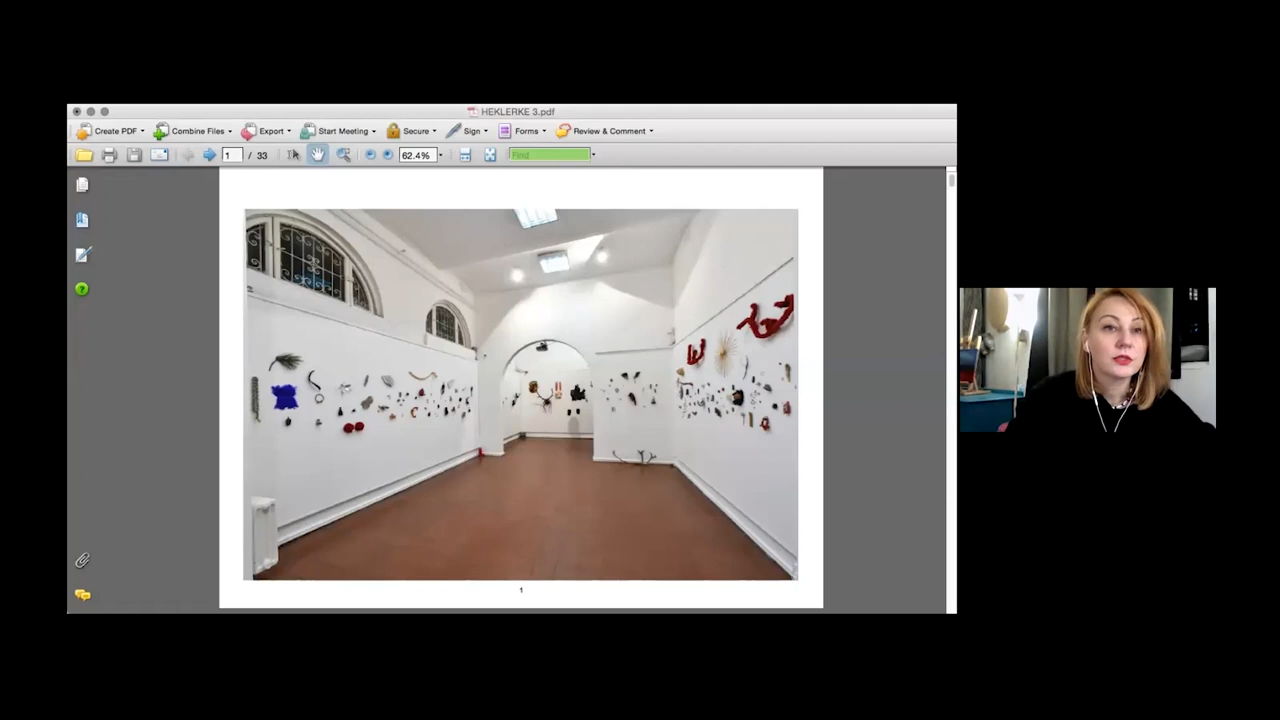 HEKLERKE 3.pdf
Create PDF Combine Files Export Start Meeting Secure Sign Forms Review & Comment
1 / 33 62.4% Find
1